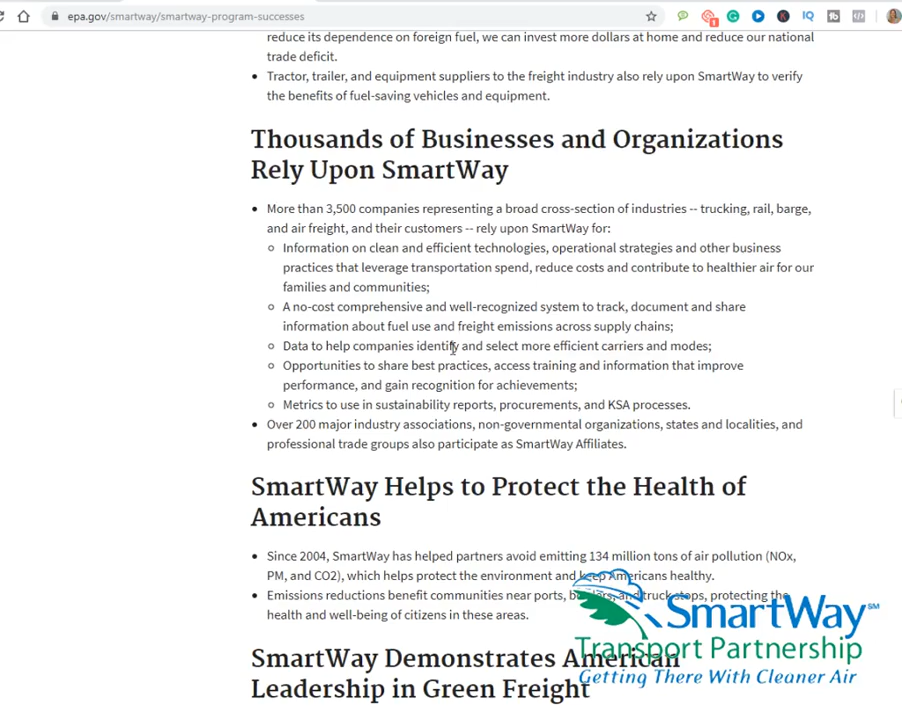 epa.gov/smartway/smartway-program-successes
reduce its dependence on foreign fuel, we can invest more dollars at home and reduce our national
trade deficit.
Tractor, trailer, and equipment suppliers to the freight industry also rely upon SmartWay to verify
the benefits of fuel-saving vehicles and equipment.
Thousands of Businesses and Organizations
Rely Upon SmartWay
More than 3,500 companies representing a broad cross-section of industries -- trucking, rail, barge,
and air freight, and their customers -- rely upon SmartWay for:
Information on clean and efficient technologies, operational strategies and other business
practices that leverage transportation spend, reduce costs and contribute to healthier air for our
families and communities;
A no-cost comprehensive and well-recognized system to track, document and share
information about fuel use and freight emissions across supply chains;
Data to help companies identify and select more efficient carriers and modes;
Opportunities to share best practices, access training and information that improve
performance, and gain recognition for achievements;
Metrics to use in sustainability reports, procurements, and KSA processes.
Over 200 major industry associations, non-governmental organizations, states and localities, and
professional trade groups also participate as SmartWay Affiliates.
SmartWay Helps to Protect the Health of
Americans
Since 2004, SmartWay has helped partners avoid emitting 134 million tons of air pollution (NOx,
PM, and CO2), which helps protect the environment and keep Americans healthy.
Emissions reductions benefit communities near ports, borders, and truck stops, protecting the
health and well-being of citizens in these areas.
SmartWay Demonstrates American
Leadership in Green Freight
SmartWay℠
Transport Partnership
Getting There With Cleaner Air